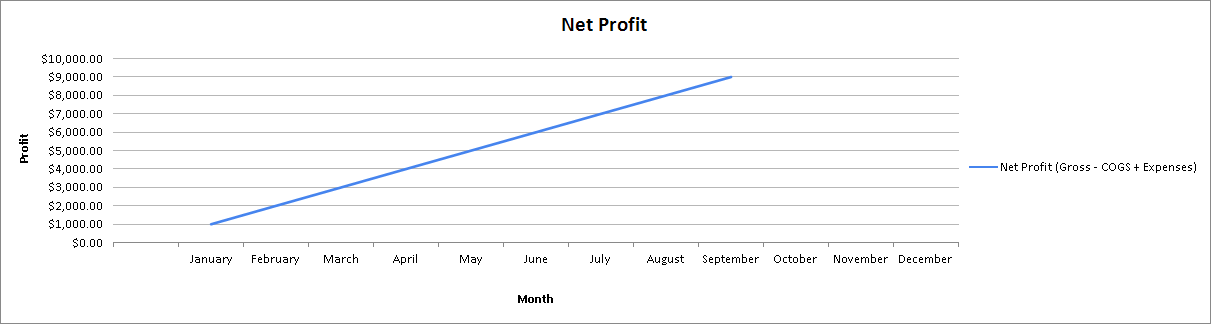 Net Profit
$10,000.00
$9,000.00
$8,000.00
$7,000.00
$6,000.00
$5,000.00
$4,000.00
$3,000.00
$2,000.00
$1,000.00
$0.00
Profit
Net Profit (Gross - COGS + Expenses)
January February March April May June July August September October November December
Month